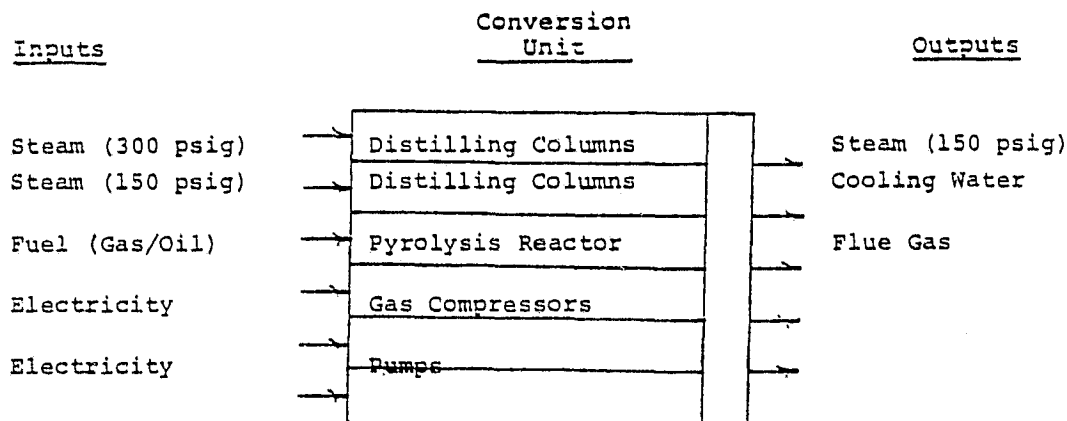 Conversion
Inputs Unit Outputs
Steam (300 psig) Distilling Columns Steam (150 psig)
Steam (150 psig) Distilling Columns Cooling Water
Fuel (Gas/Oil) Pyrolysis Reactor Flue Gas
Electricity Gas Compressors
Electricity Pumps